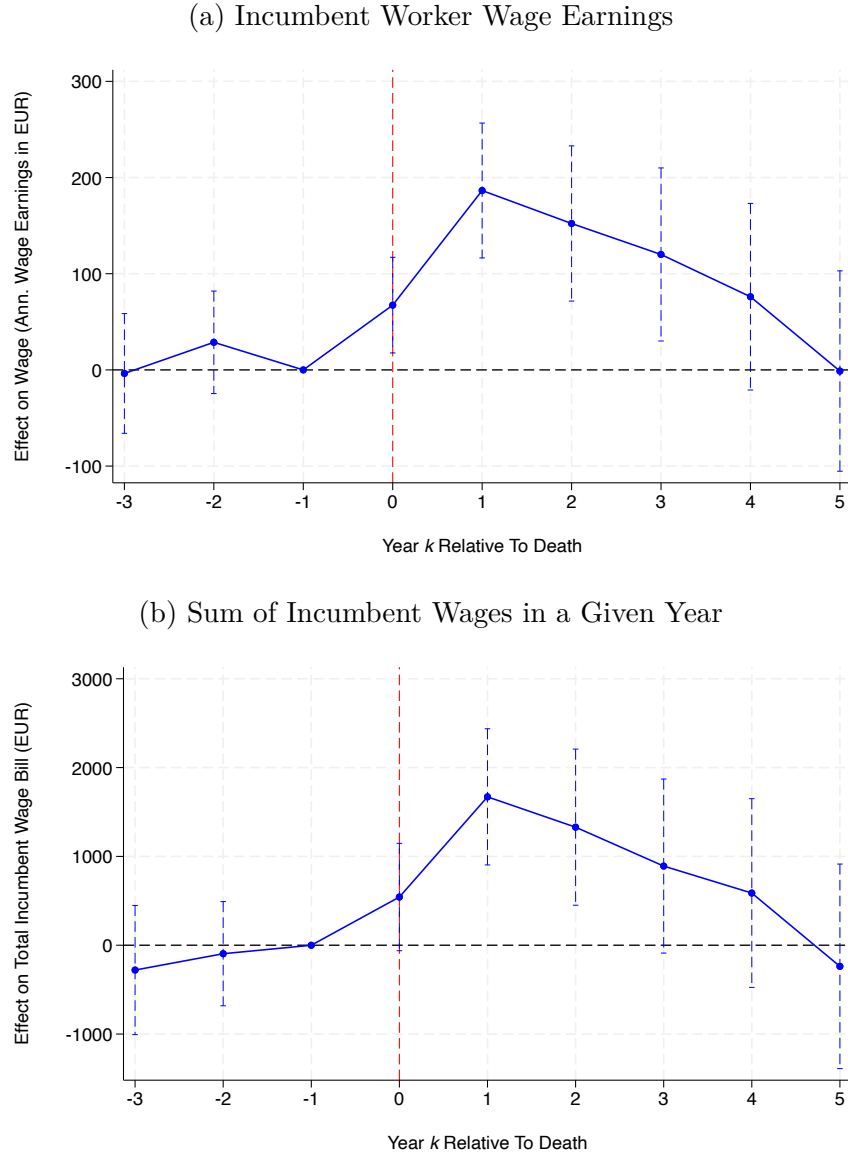 (a) Incumbent Worker Wage Earnings
Effect on Wage (Ann. Wage Earnings in EUR)
300
200
100
0
-100
-3 -2 -1 0 1 2 3 4 5
Year k Relative To Death
(b) Sum of Incumbent Wages in a Given Year
Effect on Total Incumbent Wage Bill (EUR)
3000
2000
1000
0
-1000
-3 -2 -1 0 1 2 3 4 5
Year k Relative To Death